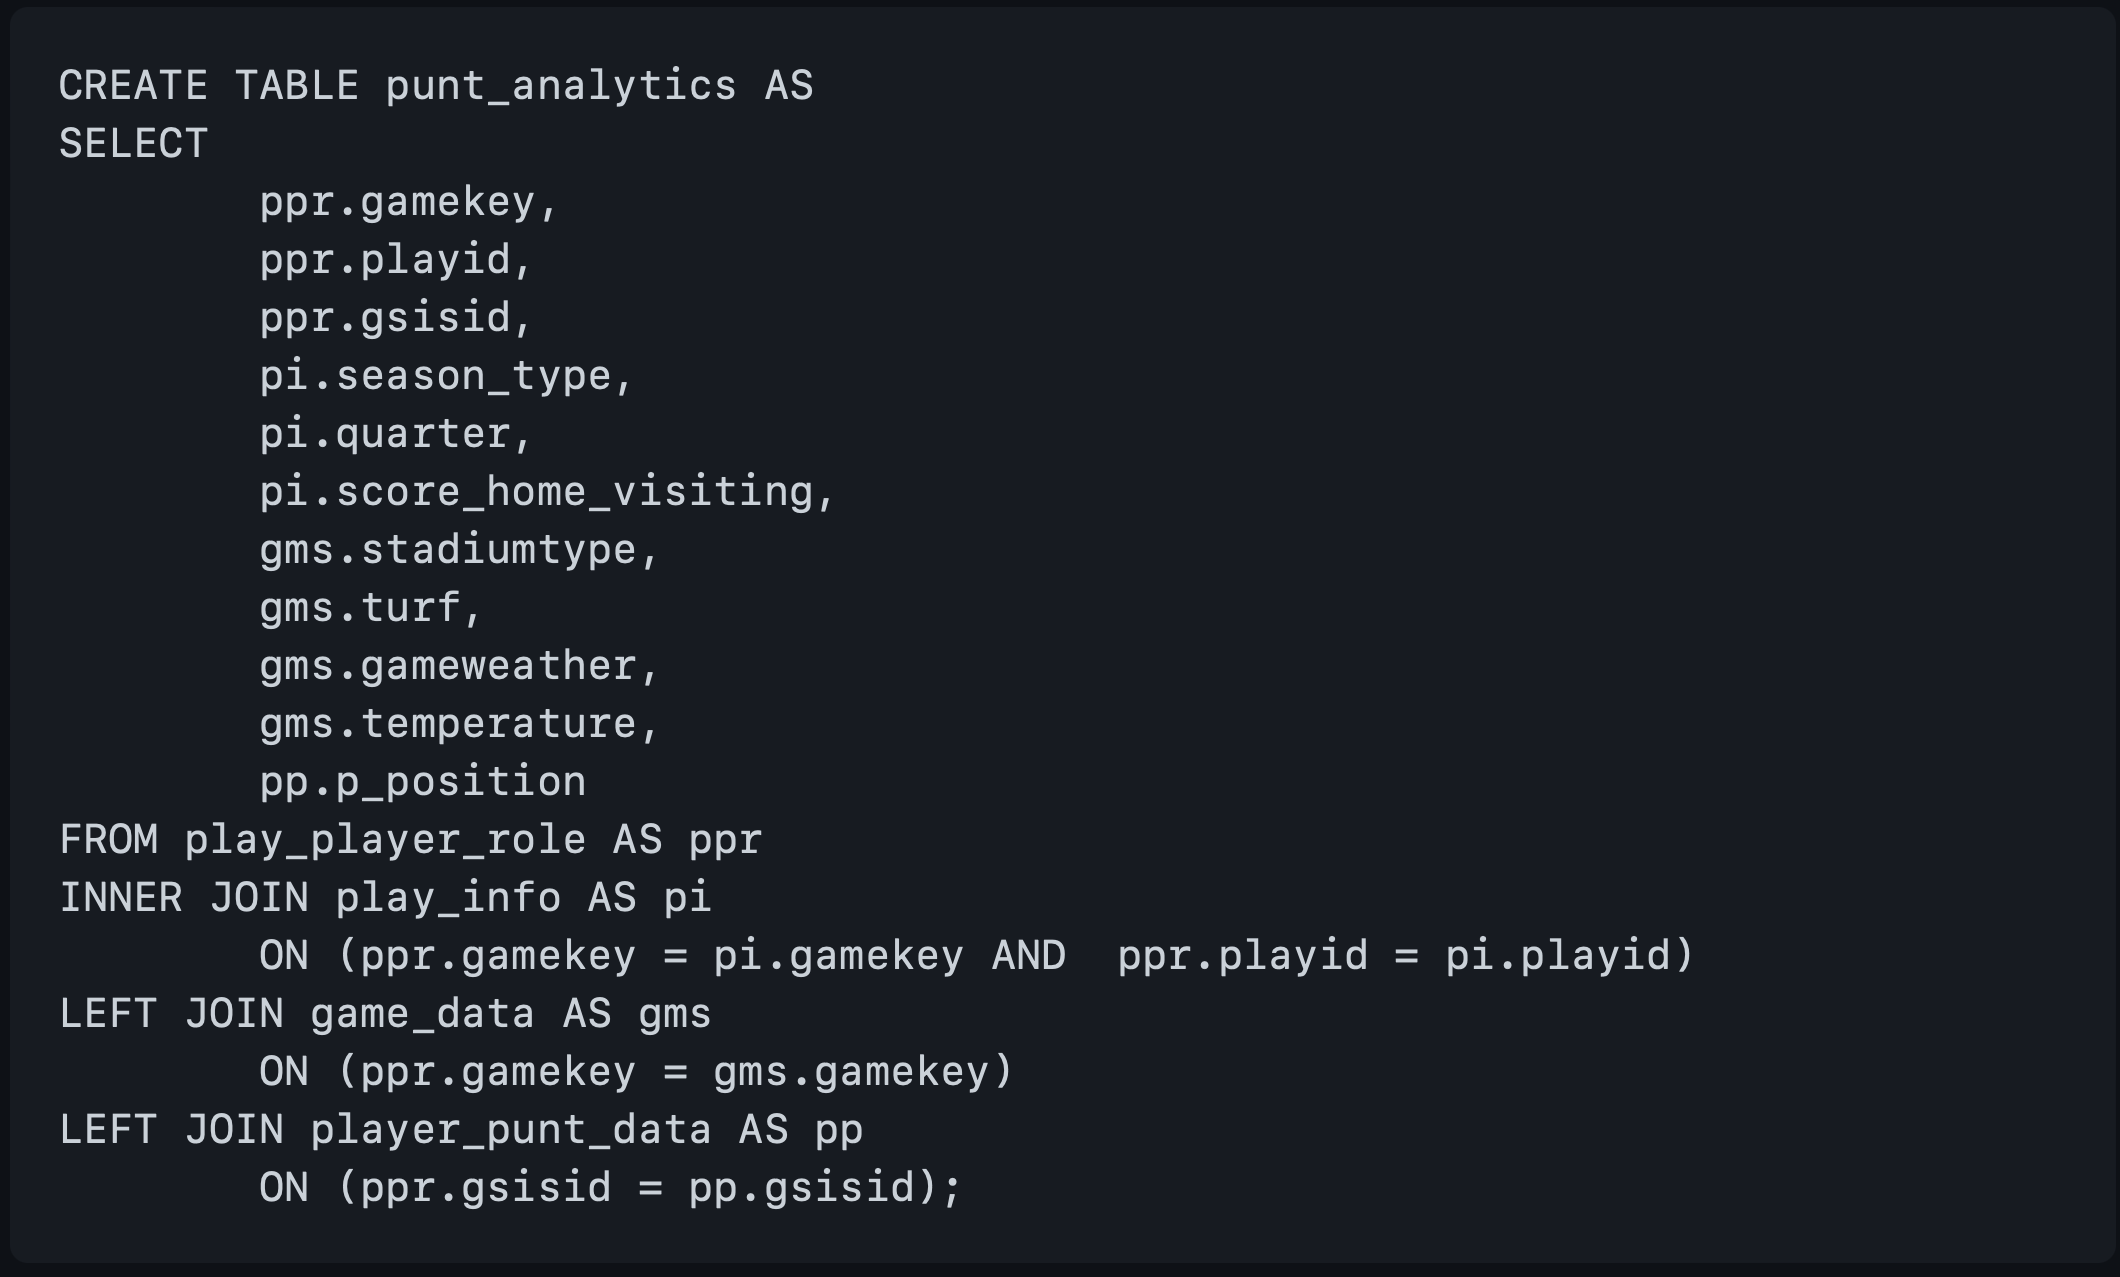 CREATE TABLE punt_analytics AS
SELECT
        ppr.gamekey,
        ppr.playid,
        ppr.gsisid,
        pi.season_type,
        pi.quarter,
        pi.score_home_visiting,
        gms.stadiumtype,
        gms.turf,
        gms.gameweather,
        gms.temperature,
        pp.p_position
FROM play_player_role AS ppr
INNER JOIN play_info AS pi
        ON (ppr.gamekey = pi.gamekey AND  ppr.playid = pi.playid)
LEFT JOIN game_data AS gms
        ON (ppr.gamekey = gms.gamekey)
LEFT JOIN player_punt_data AS pp
        ON (ppr.gsisid = pp.gsisid);